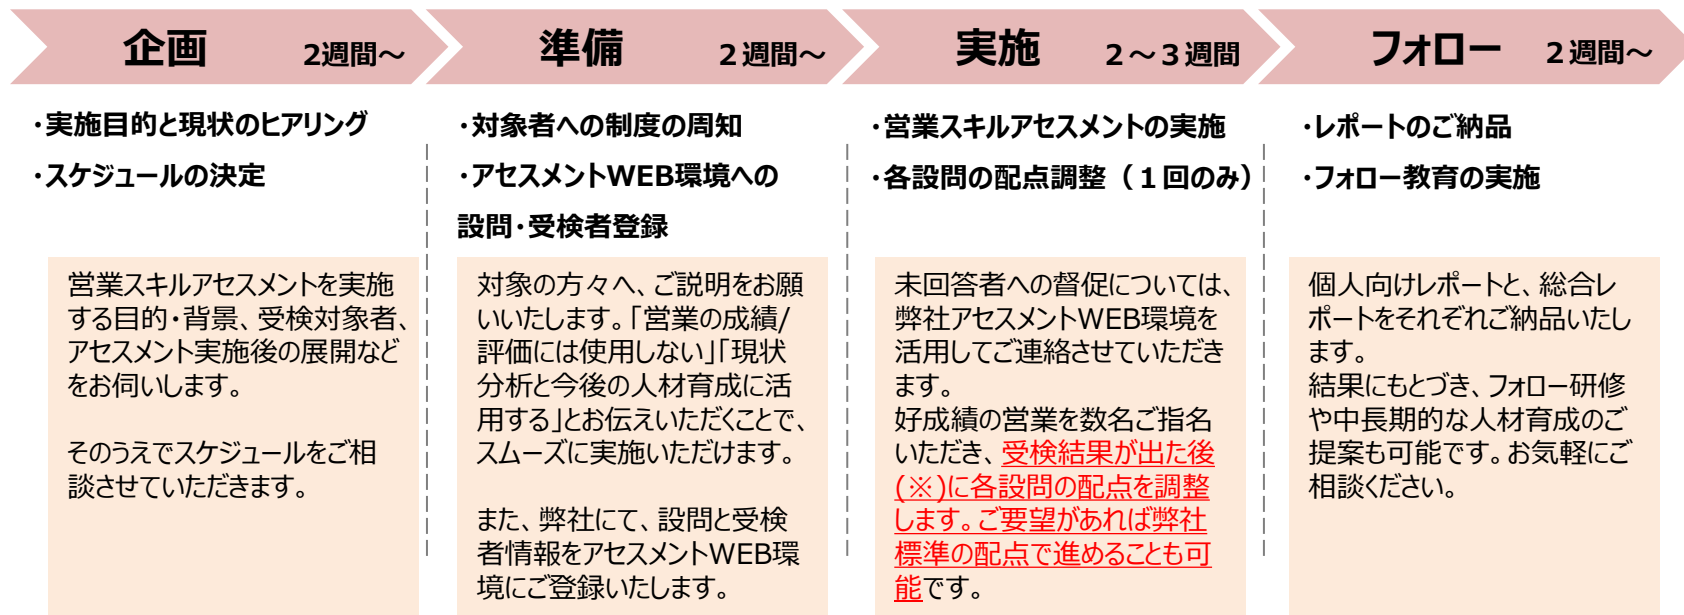 企画 2週間～
準備 ２週間～
実施 ２～３週間
フォロー ２週間～
・実施目的と現状のヒアリング
・スケジュールの決定
営業スキルアセスメントを実施
する目的・背景、受検対象者、
アセスメント実施後の展開など
をお伺いします。
そのうえでスケジュールをご相
談させていただきます。
・対象者への制度の周知
・アセスメントWEB環境への
設問・受検者登録
対象の方々へ、ご説明をお願
いいたします。「営業の成績/
評価には使用しない」「現状
分析と今後の人材育成に活
用する」とお伝えいただくことで、
スムーズに実施いただけます。
また、弊社にて、設問と受検
者情報をアセスメントWEB環
境にご登録いたします。
・営業スキルアセスメントの実施
・各設問の配点調整（１回のみ）
未回答者への督促については、
弊社アセスメントWEB環境を
活用してご連絡させていただき
ます。
好成績の営業を数名ご指名
いただき、受検結果が出た後
(※)に各設問の配点を調整
します。ご要望があれば弊社
標準の配点で進めることも可
能です。
・レポートのご納品
・フォロー教育の実施
個人向けレポートと、総合レ
ポートをそれぞれご納品いたし
ます。
結果にもとづき、フォロー研修
や中長期的な人材育成のご
提案も可能です。お気軽にご
相談ください。